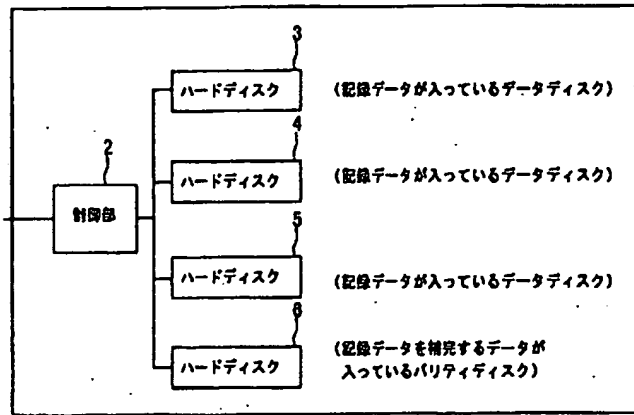 3
ハードディスク (記録データが入っているデータディスク)
4
ハードディスク (記録データが入っているデータディスク)
2
制御部
5
ハードディスク (記録データが入っているデータディスク)
6
ハードディスク (記録データを補完するデータが
入っているパリティディスク)